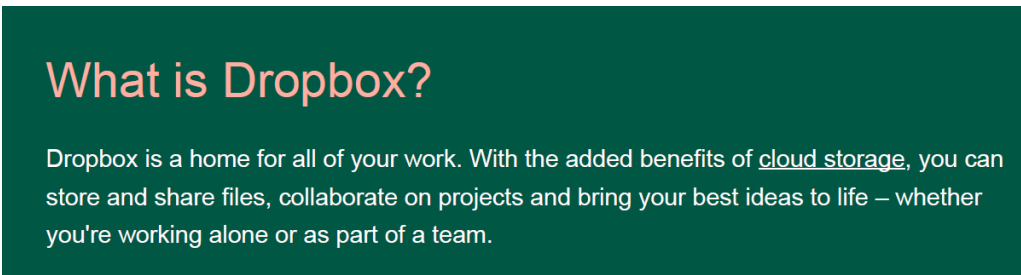 What is Dropbox?
Dropbox is a home for all of your work. With the added benefits of cloud storage, you can
store and share files, collaborate on projects and bring your best ideas to life – whether
you're working alone or as part of a team.